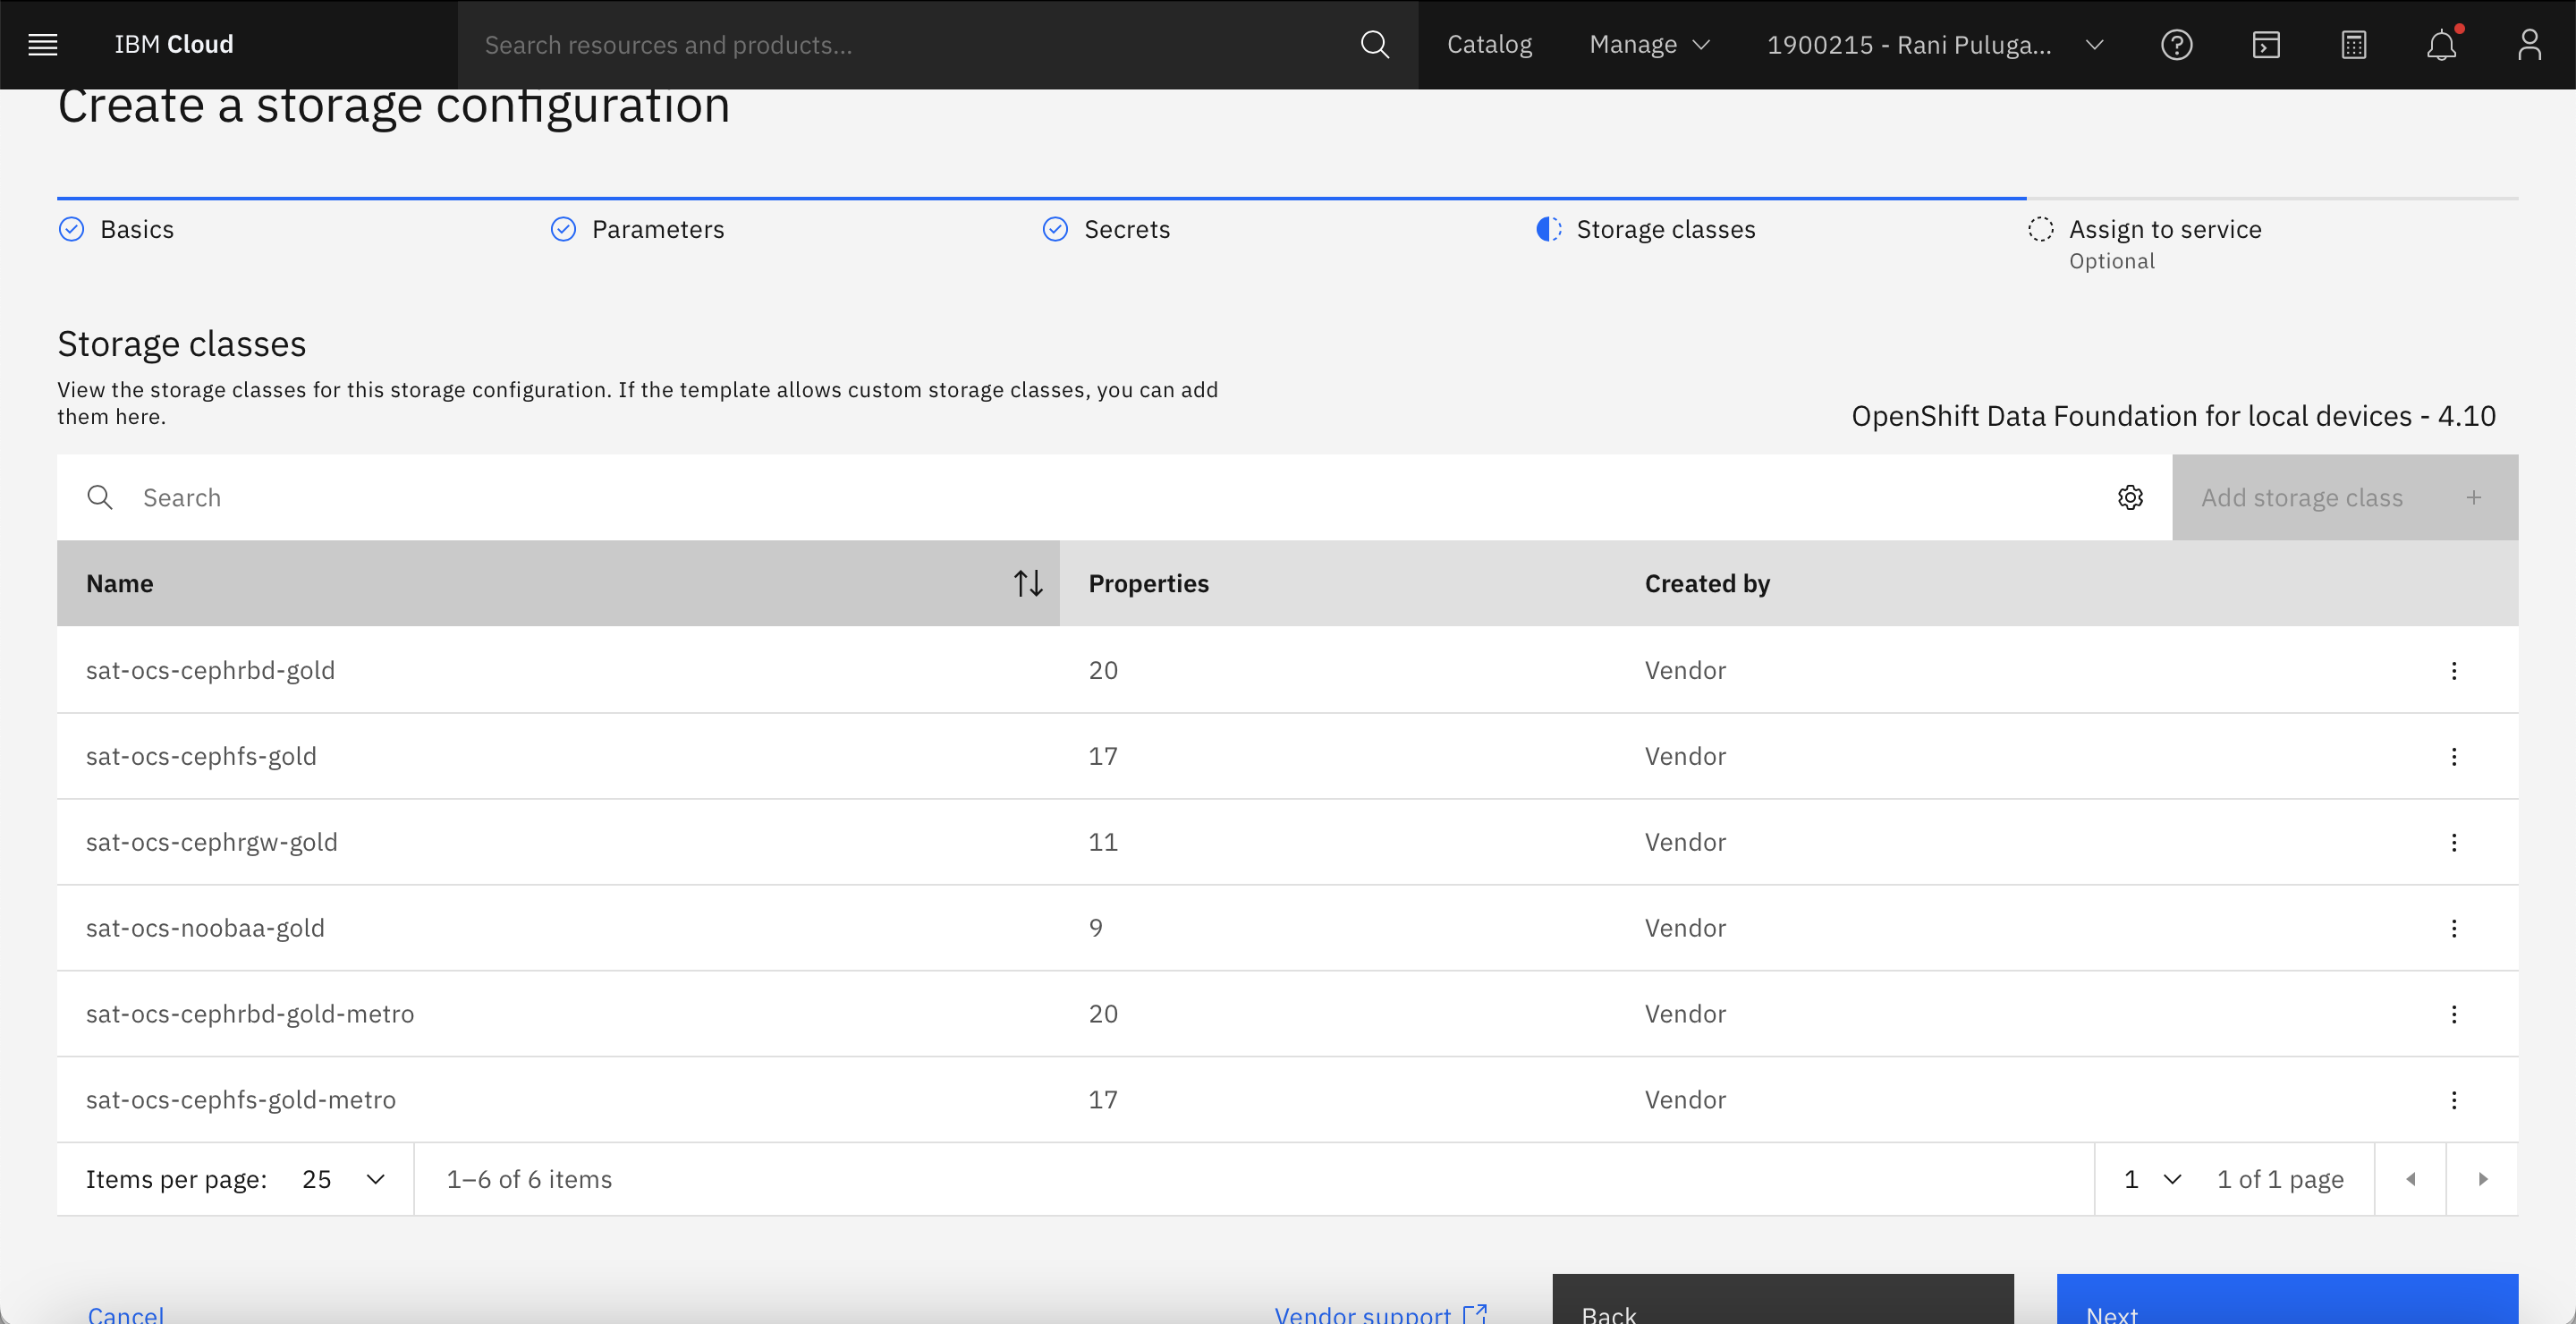 IBM Cloud
Search resources and products...
Catalog
Manage
1900215 - Rani Puluga...
Create a storage configuration
Basics
Parameters
Secrets
Storage classes
Assign to service
Optional
Storage classes
View the storage classes for this storage configuration. If the template allows custom storage classes, you can add
them here.
OpenShift Data Foundation for local devices - 4.10
Search
Add storage class +
Name Properties Created by
sat-ocs-cephrbd-gold 20 Vendor
sat-ocs-cephfs-gold 17 Vendor
sat-ocs-cephrgw-gold 11 Vendor
sat-ocs-noobaa-gold 9 Vendor
sat-ocs-cephrbd-gold-metro 20 Vendor
sat-ocs-cephfs-gold-metro 17 Vendor
Items per page: 25
1–6 of 6 items
1
1 of 1 page
Cancel
Vendor support
Back
Next